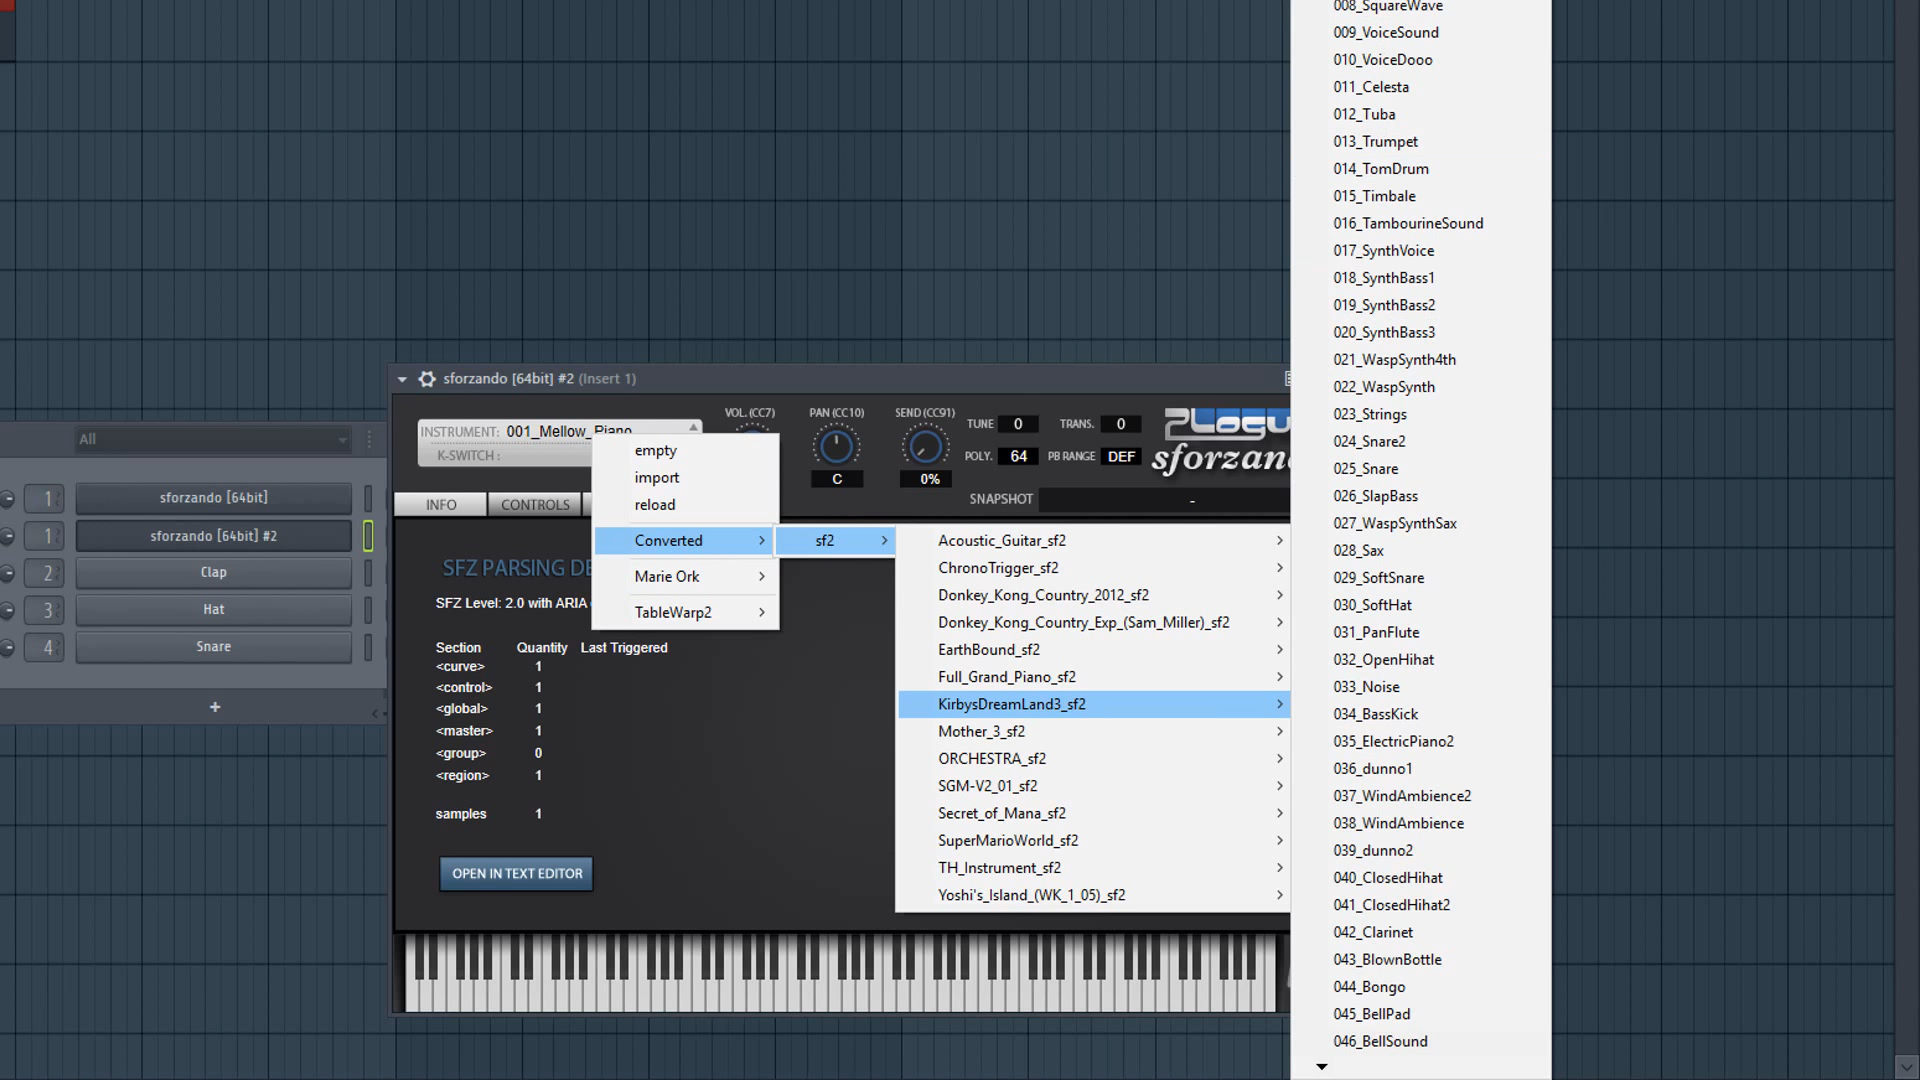 All
1
sforzando [64bit]
1
sforzando [64bit] #2
2
Clap
3
Hat
4
Snare
+
sforzando [64bit] #2 (Insert 1)
INSTRUMENT: 001_Mellow_Piano
K-SWITCH :
VOL. (CC7)
PAN (CC10)
C
SEND (CC91)
0%
TUNE 0
TRANS. 0
POLY. 64
PB RANGE DEF
SNAPSHOT -
INFO
CONTROLS
SFZ PARSING DE
SFZ Level: 2.0 with ARIA
Section Quantity Last Triggered
<curve> 1
<control> 1
<global> 1
<master> 1
<group> 0
<region> 1
samples 1
OPEN IN TEXT EDITOR
empty
import
reload
Converted
Marie Ork
TableWarp2
sf2
Acoustic_Guitar_sf2
ChronoTrigger_sf2
Donkey_Kong_Country_2012_sf2
Donkey_Kong_Country_Exp_(Sam_Miller)_sf2
EarthBound_sf2
Full_Grand_Piano_sf2
KirbysDreamLand3_sf2
Mother_3_sf2
ORCHESTRA_sf2
SGM-V2_01_sf2
Secret_of_Mana_sf2
SuperMarioWorld_sf2
TH_Instrument_sf2
Yoshi's_Island_(WK_1_05)_sf2
008_SquareWave
009_VoiceSound
010_VoiceDooo
011_Celesta
012_Tuba
013_Trumpet
014_TomDrum
015_Timbale
016_TambourineSound
017_SynthVoice
018_SynthBass1
019_SynthBass2
020_SynthBass3
021_WaspSynth4th
022_WaspSynth
023_Strings
024_Snare2
025_Snare
026_SlapBass
027_WaspSynthSax
028_Sax
029_SoftSnare
030_SoftHat
031_PanFlute
032_OpenHihat
033_Noise
034_BassKick
035_ElectricPiano2
036_dunno1
037_WindAmbience2
038_WindAmbience
039_dunno2
040_ClosedHihat
041_ClosedHihat2
042_Clarinet
043_BlownBottle
044_Bongo
045_BellPad
046_BellSound